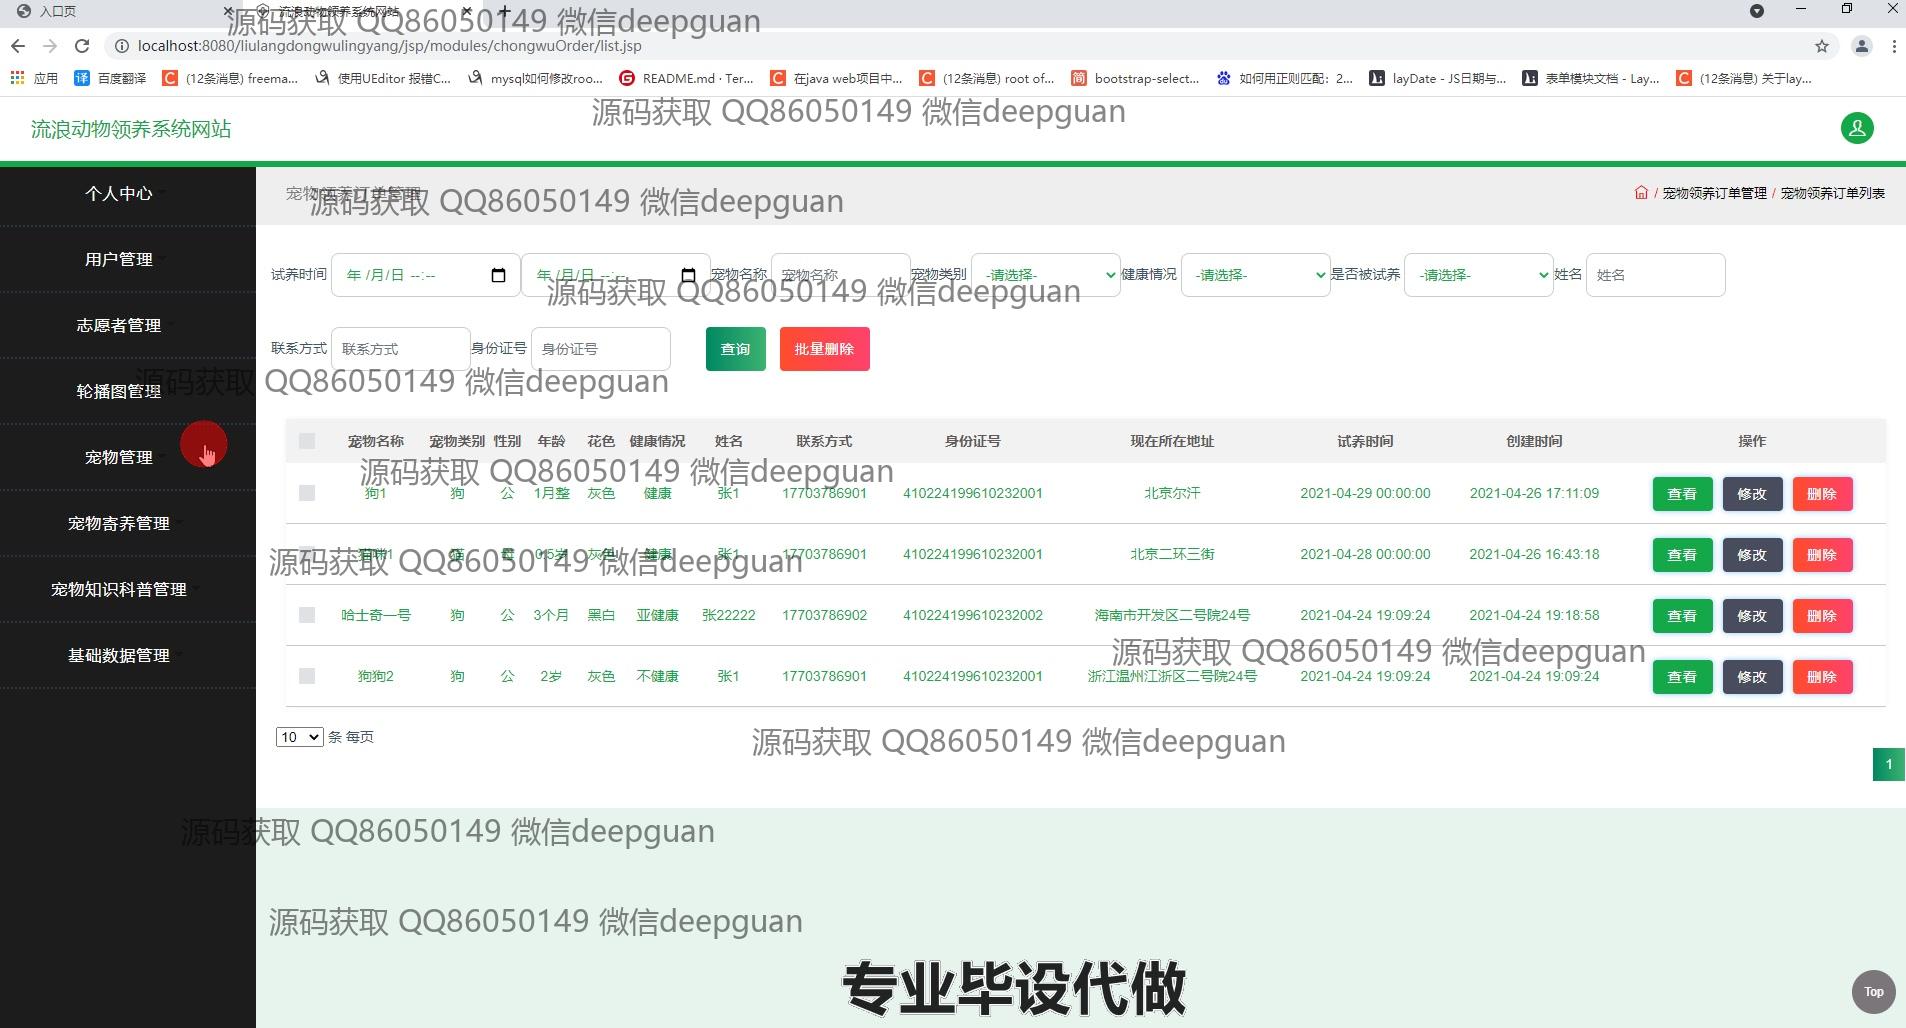 入口页
流浪动物领养系统网站
源码获取 QQ86050149 微信deepguan
localhost:8080/liulangdongwulingyang/jsp/modules/chongwuOrder/list.jsp
应用 百度翻译 (12条消息) freema... 使用UEditor 报错C... mysql如何修改roo... README.md · Ter... 在java web项目中... (12条消息) root of... bootstrap-select... 如何用正则匹配：2... layDate - JS日期与... 表单模块文档 - Lay... (12条消息) 关于lay...
源码获取 QQ86050149 微信deepguan
流浪动物领养系统网站
个人中心
用户管理
志愿者管理
轮播图管理
宠物管理
宠物寄养管理
宠物知识科普管理
基础数据管理
宠物领养订单管理
/ 宠物领养订单管理 / 宠物领养订单列表
源码获取 QQ86050149 微信deepguan
试养时间 年 /月/日 --:-- 年 /月/日 --:-- 宠物名称 宠物名称 宠物类别 -请选择- 健康情况 -请选择- 是否被试养 -请选择- 姓名 姓名
源码获取 QQ86050149 微信deepguan
联系方式 联系方式 身份证号 身份证号 查询 批量删除
源码获取 QQ86050149 微信deepguan
宠物名称 宠物类别 性别 年龄 花色 健康情况 姓名 联系方式 身份证号 现在所在地址 试养时间 创建时间 操作
源码获取 QQ86050149 微信deepguan
狗1 狗 公 1月整 灰色 健康 张1 17703786901 410224199610232001 北京尔汗 2021-04-29 00:00:00 2021-04-26 17:11:09 查看 修改 删除
猫咪1 猫 母 0.5岁 灰色 健康 张1 17703786901 410224199610232001 北京二环三街 2021-04-28 00:00:00 2021-04-26 16:43:18 查看 修改 删除
源码获取 QQ86050149 微信deepguan
哈士奇一号 狗 公 3个月 黑白 亚健康 张22222 17703786902 410224199610232002 海南市开发区二号院24号 2021-04-24 19:09:24 2021-04-24 19:18:58 查看 修改 删除
源码获取 QQ86050149 微信deepguan
狗狗2 狗 公 2岁 灰色 不健康 张1 17703786901 410224199610232001 浙江温州江浙区二号院24号 2021-04-24 19:09:24 2021-04-24 19:09:24 查看 修改 删除
10 条 每页
源码获取 QQ86050149 微信deepguan
1
源码获取 QQ86050149 微信deepguan
源码获取 QQ86050149 微信deepguan
专业毕设代做
Top